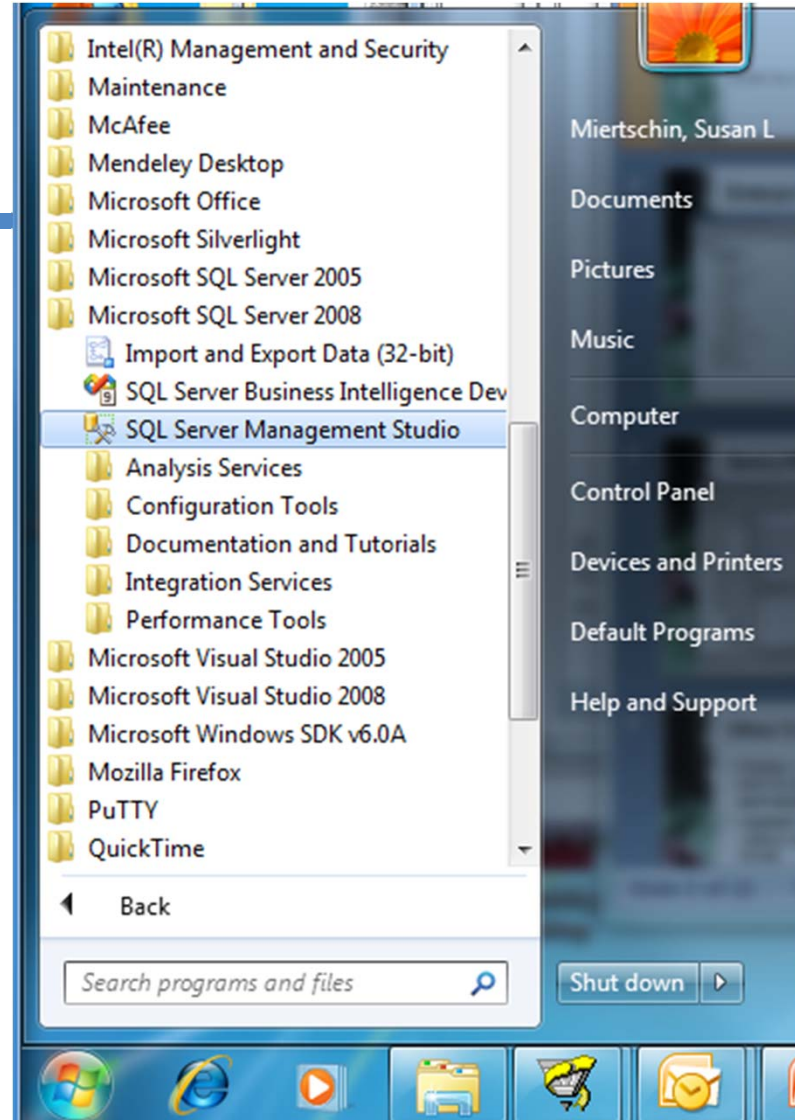 Intel(R) Management and Security
Maintenance
McAfee
Mendeley Desktop
Microsoft Office
Microsoft Silverlight
Microsoft SQL Server 2005
Microsoft SQL Server 2008
Import and Export Data (32-bit)
SQL Server Business Intelligence Dev
SQL Server Management Studio
Analysis Services
Configuration Tools
Documentation and Tutorials
Integration Services
Performance Tools
Microsoft Visual Studio 2005
Microsoft Visual Studio 2008
Microsoft Windows SDK v6.0A
Mozilla Firefox
PuTTY
QuickTime
Back
Search programs and files
Miertschin, Susan L
Documents
Pictures
Music
Computer
Control Panel
Devices and Printers
Default Programs
Help and Support
Shut down